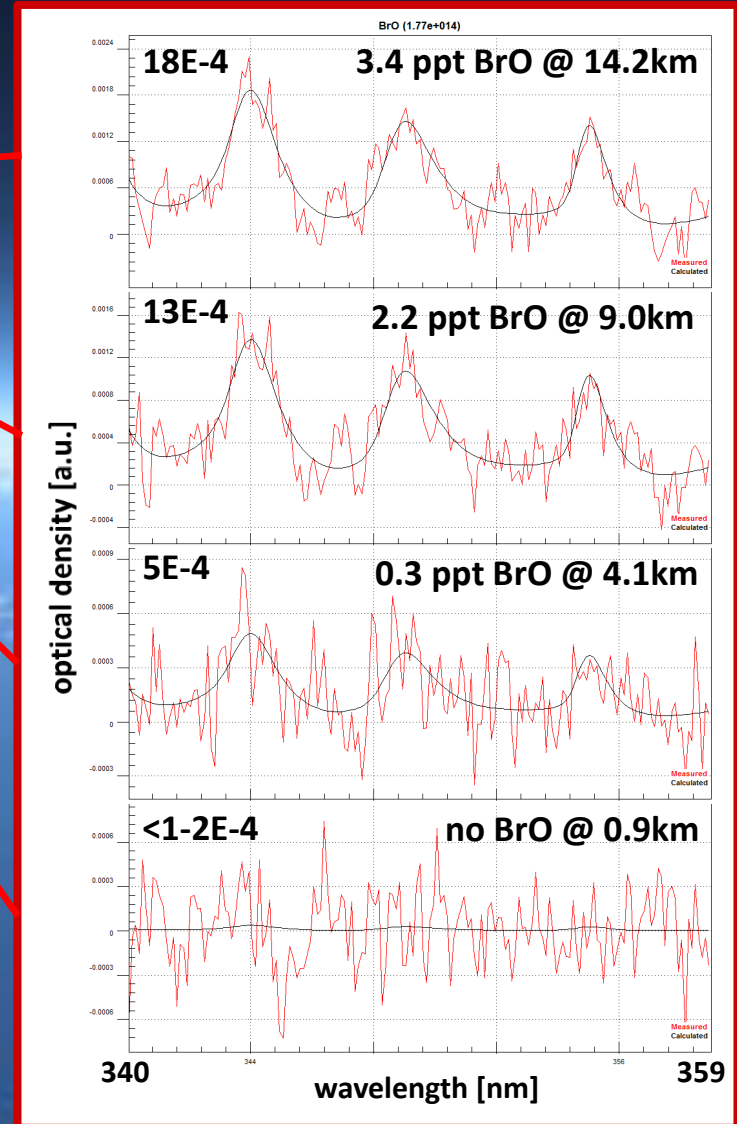 BrO (1.77e+014)
18E-4 3.4 ppt BrO @ 14.2km
0.0024
0.0018
0.0012
0.0006
0
Measured
Calculated
13E-4 2.2 ppt BrO @ 9.0km
0.0016
0.0012
0.0008
0.0004
0
-0.0004
Measured
Calculated
optical density [a.u.]
5E-4 0.3 ppt BrO @ 4.1km
0.0009
0.0006
0.0003
0
-0.0003
Measured
Calculated
<1-2E-4 no BrO @ 0.9km
0.0006
0.0003
0
-0.0003
-0.0006
Measured
Calculated
344 356
340 359
wavelength [nm]